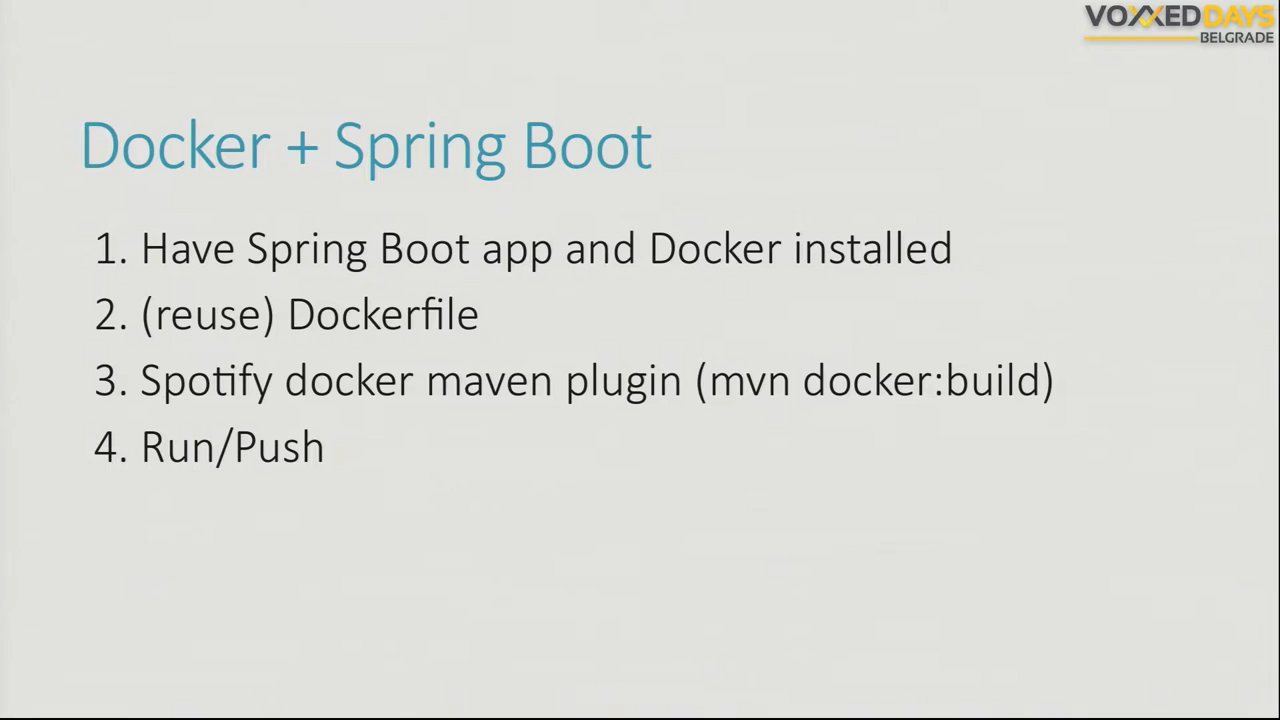 VOXXEDDAYS
BELGRADE
Docker + Spring Boot
1. Have Spring Boot app and Docker installed
2. (reuse) Dockerfile
3. Spotify docker maven plugin (mvn docker:build)
4. Run/Push